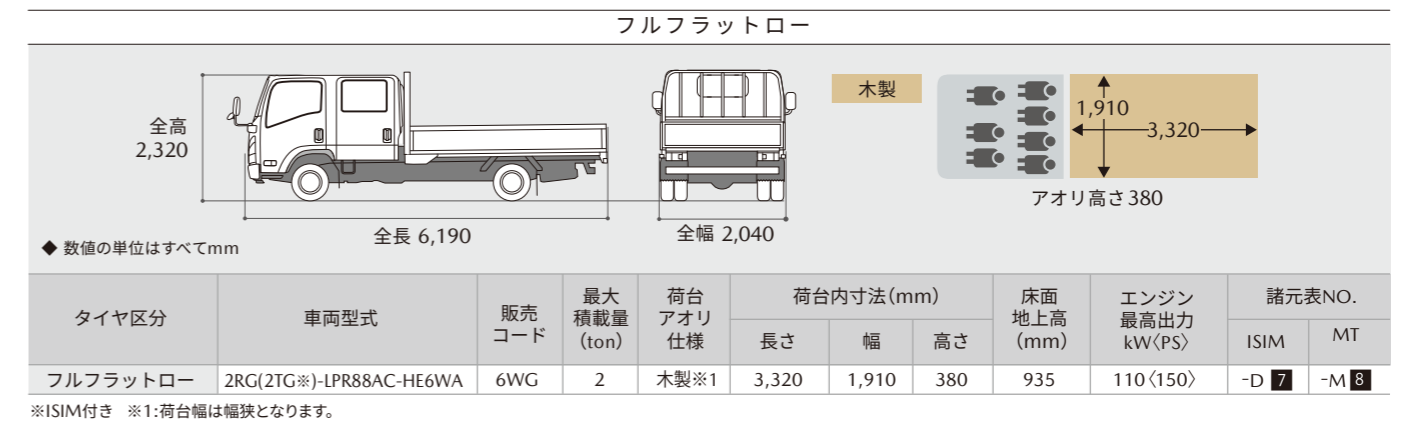 フルフラットロー
全高
2,320
全長 6,190
全幅 2,040
木製
1,910
3,320
アオリ高さ380
◆ 数値の単位はすべてmm
タイヤ区分 車両型式 販売コード 最大積載量(ton) 荷台アオリ仕様 荷台内寸法(mm) 床面地上高(mm) エンジン最高出力kW〈PS〉 諸元表NO.
長さ 幅 高さ ISIM MT
フルフラットロー 2RG(2TG※)-LPR88AC-HE6WA 6WG 2 木製※1 3,320 1,910 380 935 110〈150〉 -D 7 -M 8
※ISIM付き ※1:荷台幅は幅狭となります。